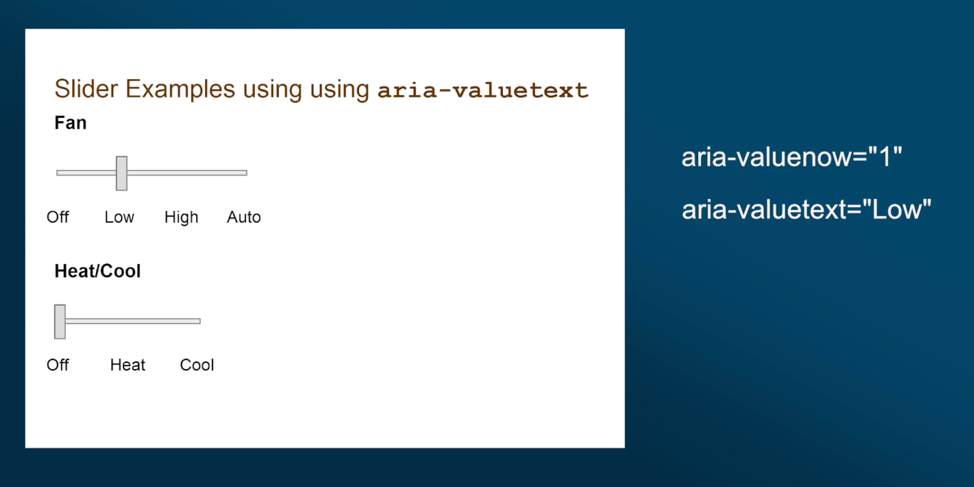 Slider Examples using using aria-valuetext
Fan
Off Low High Auto
Heat/Cool
Off Heat Cool
aria-valuenow="1"
aria-valuetext="Low"